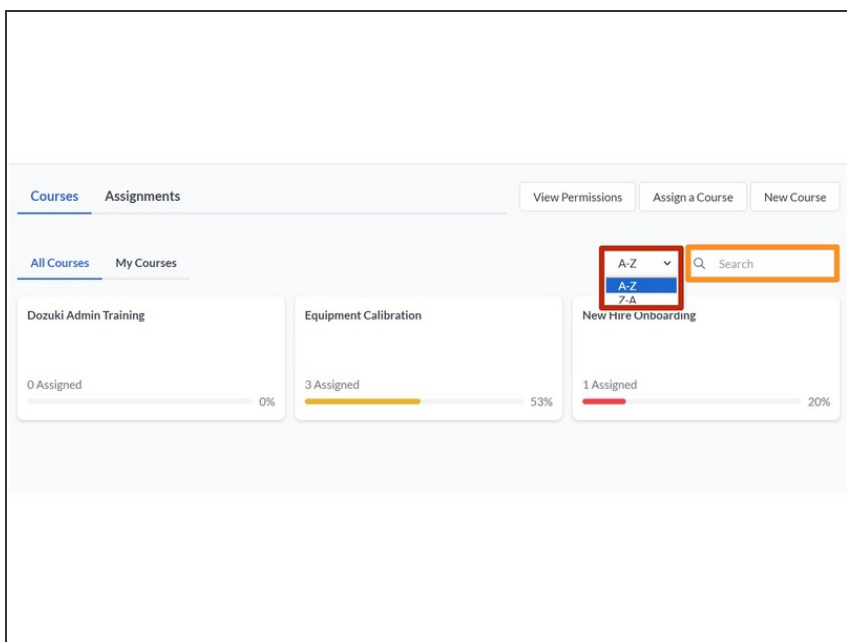 Courses Assignments View Permissions Assign a Course New Course
All Courses My Courses A-Z Search
A-Z
Z-A
Dozuki Admin Training Equipment Calibration New Hire Onboarding
0 Assigned 3 Assigned 1 Assigned
0% 53% 20%